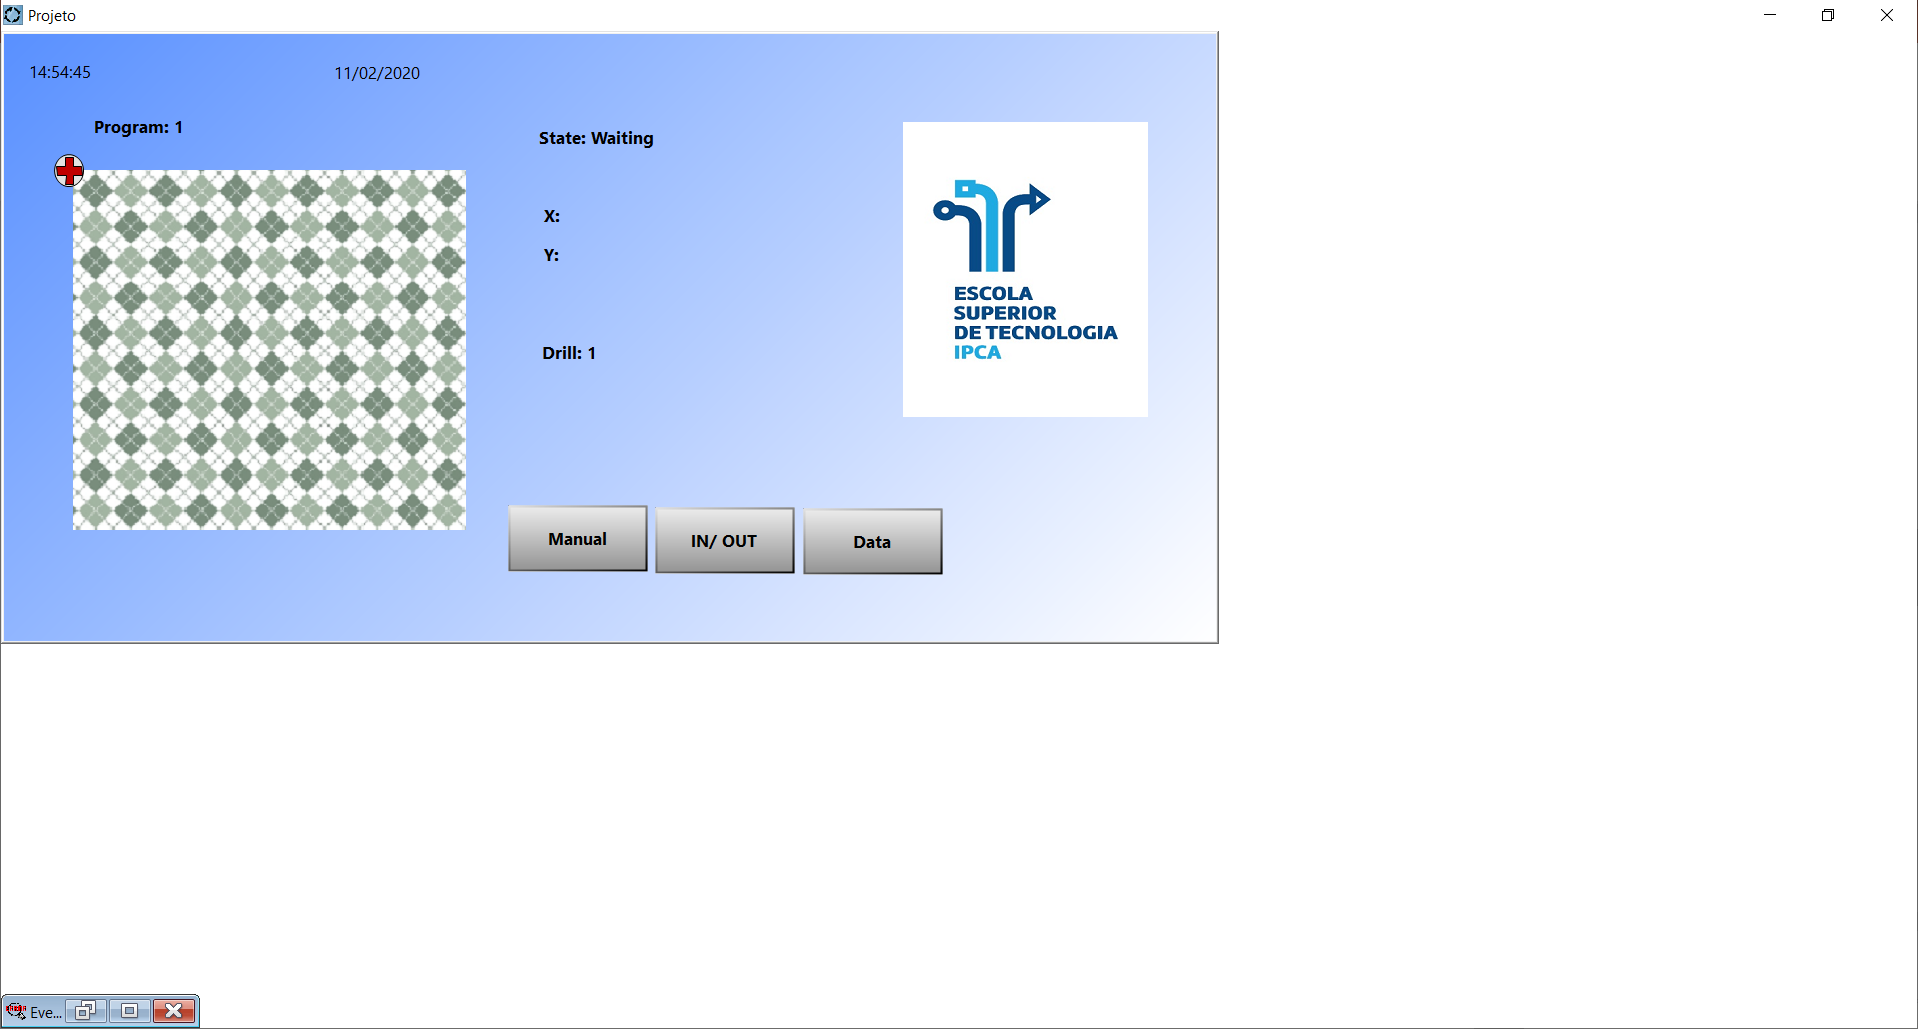 Projeto
14:54:45
11/02/2020
Program: 1
State: Waiting
X:
Y:
Drill: 1
ESCOLA
SUPERIOR
DE TECNOLOGIA
IPCA
Manual
IN/ OUT
Data
Eve...